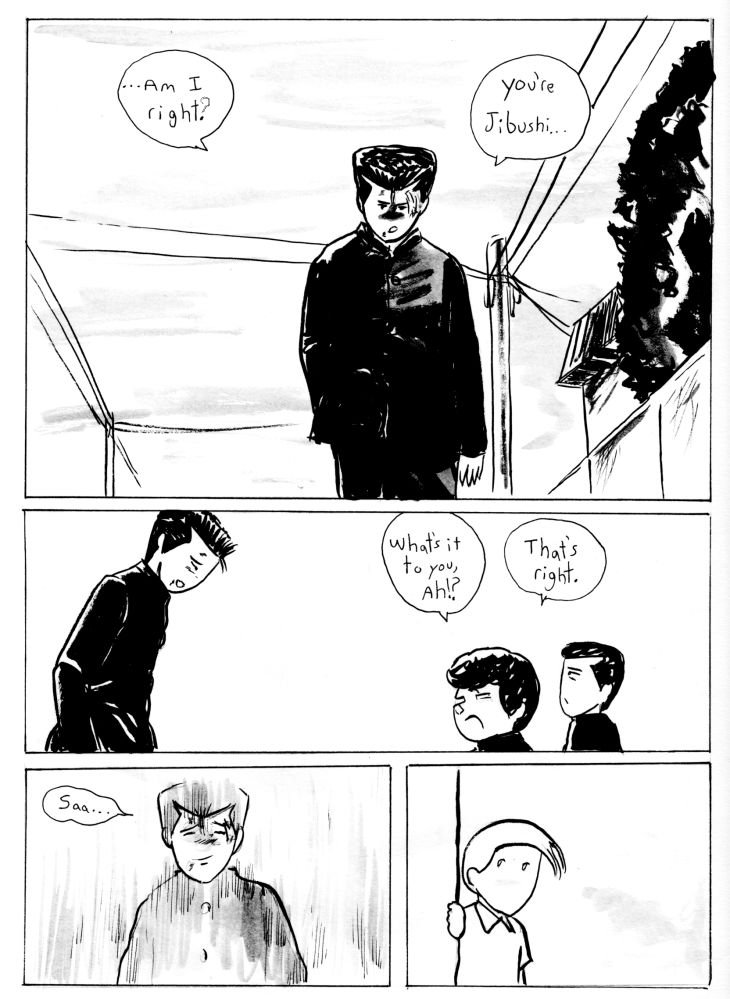 You're
Jibushi...
...Am I
right?
That's
right.
What's it
to you,
Ah!?
Saa...